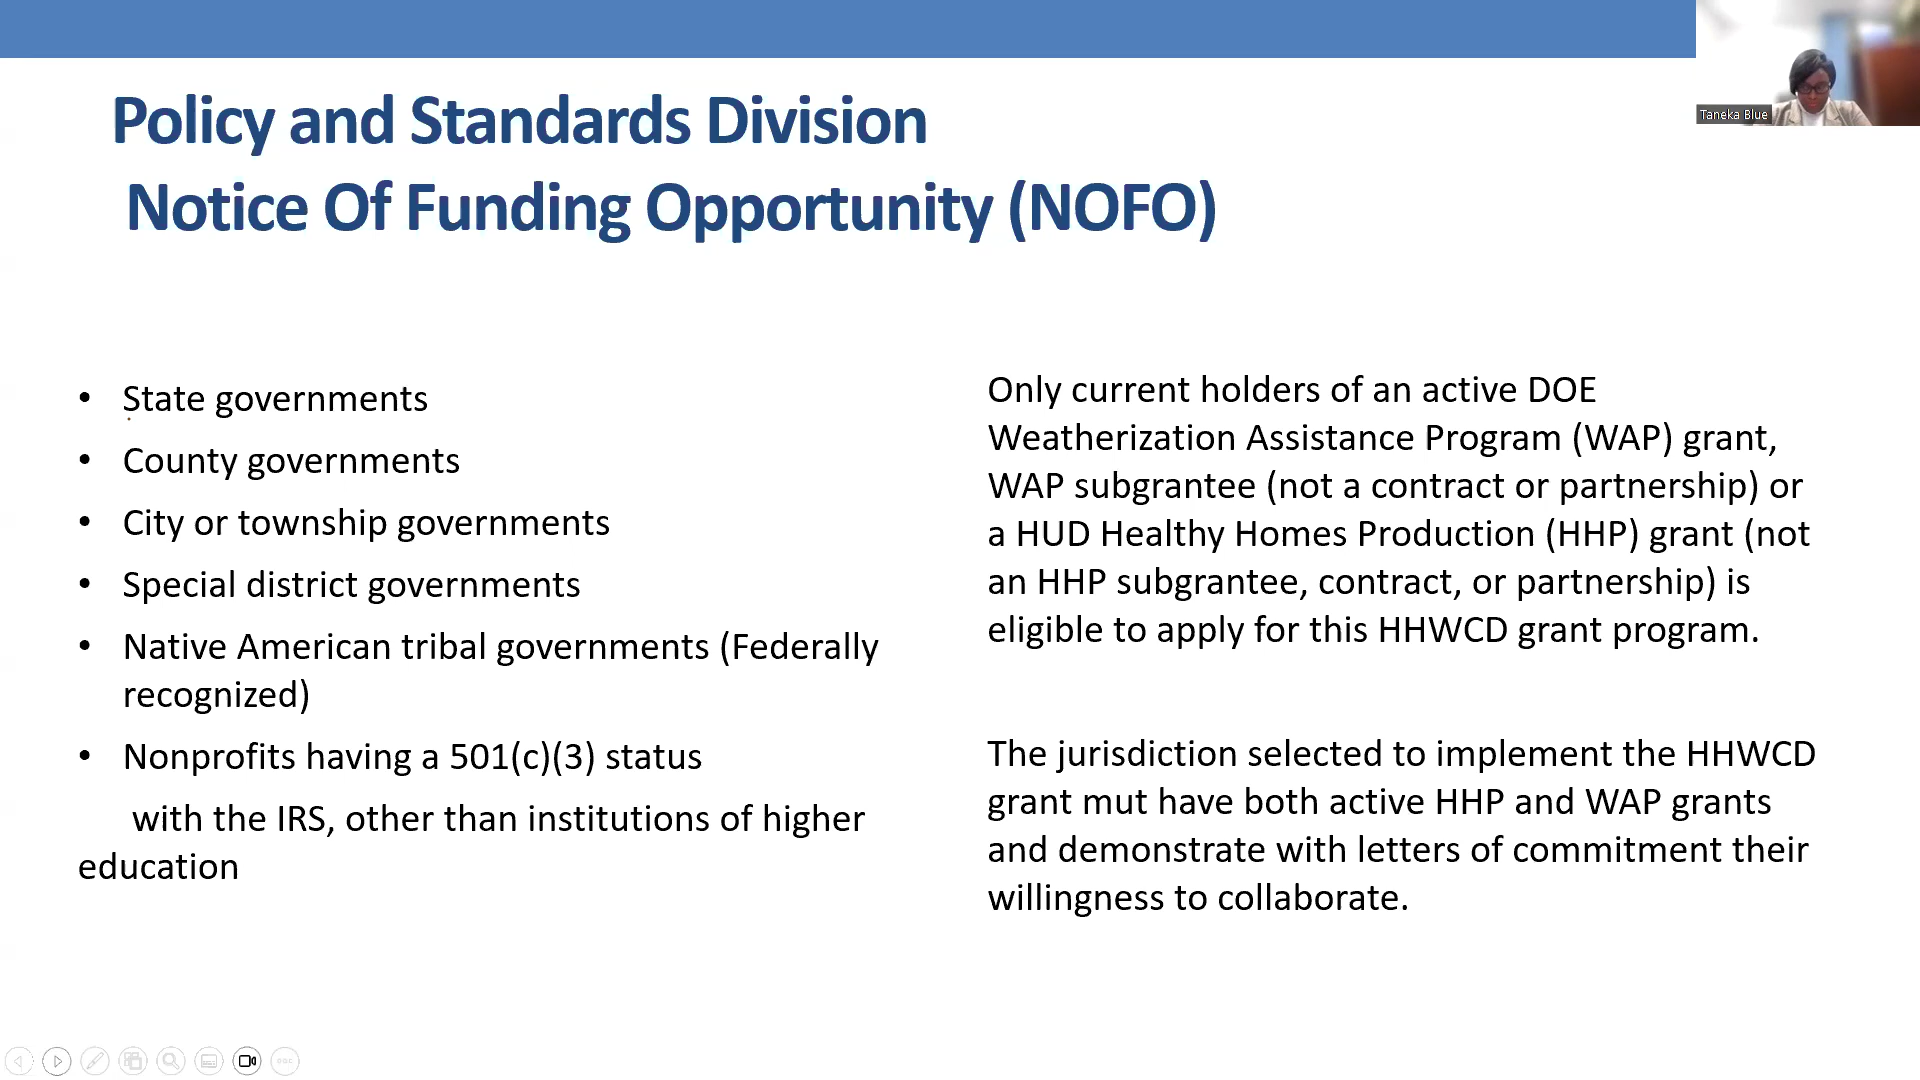 Taneka Blue
Policy and Standards Division
Notice Of Funding Opportunity (NOFO)
• State governments
• County governments
• City or township governments
• Special district governments
• Native American tribal governments (Federally
recognized)
• Nonprofits having a 501(c)(3) status
with the IRS, other than institutions of higher
education
Only current holders of an active DOE
Weatherization Assistance Program (WAP) grant,
WAP subgrantee (not a contract or partnership) or
a HUD Healthy Homes Production (HHP) grant (not
an HHP subgrantee, contract, or partnership) is
eligible to apply for this HHWCD grant program.
The jurisdiction selected to implement the HHWCD
grant mut have both active HHP and WAP grants
and demonstrate with letters of commitment their
willingness to collaborate.